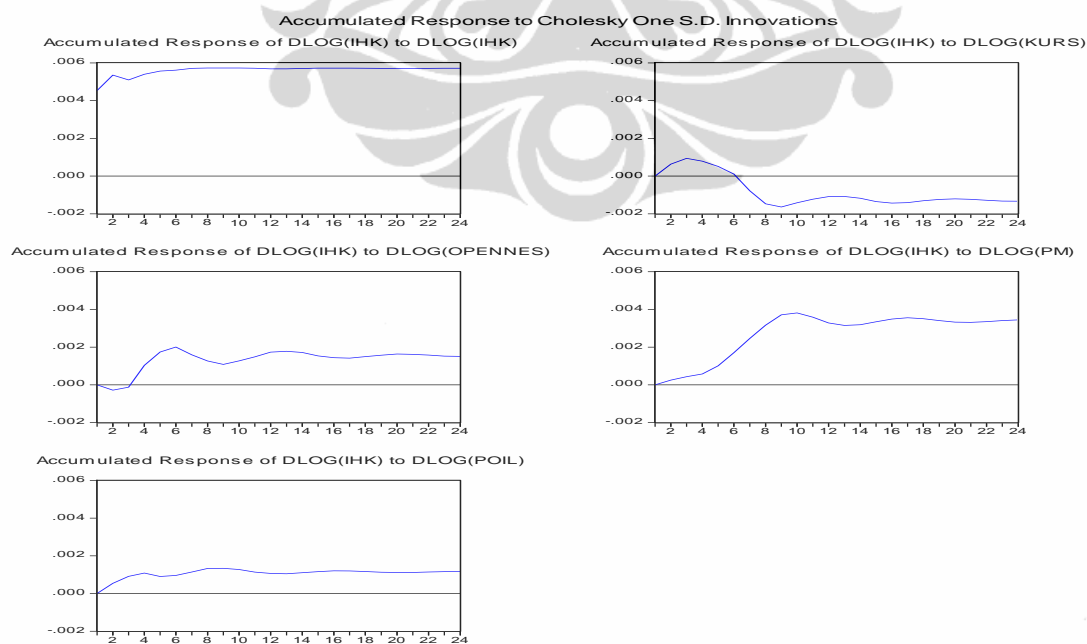 Accumulated Response to Cholesky One S.D. Innovations
Accumulated Response of DLOG(IHK) to DLOG(IHK)
.006
.004
.002
.000
-.002
2 4 6 8 10 12 14 16 18 20 22 24
Accumulated Response of DLOG(IHK) to DLOG(KURS)
.006
.004
.002
.000
-.002
2 4 6 8 10 12 14 16 18 20 22 24
Accumulated Response of DLOG(IHK) to DLOG(OPENNES)
.006
.004
.002
.000
-.002
2 4 6 8 10 12 14 16 18 20 22 24
Accumulated Response of DLOG(IHK) to DLOG(PM)
.006
.004
.002
.000
-.002
2 4 6 8 10 12 14 16 18 20 22 24
Accumulated Response of DLOG(IHK) to DLOG(POIL)
.006
.004
.002
.000
-.002
2 4 6 8 10 12 14 16 18 20 22 24